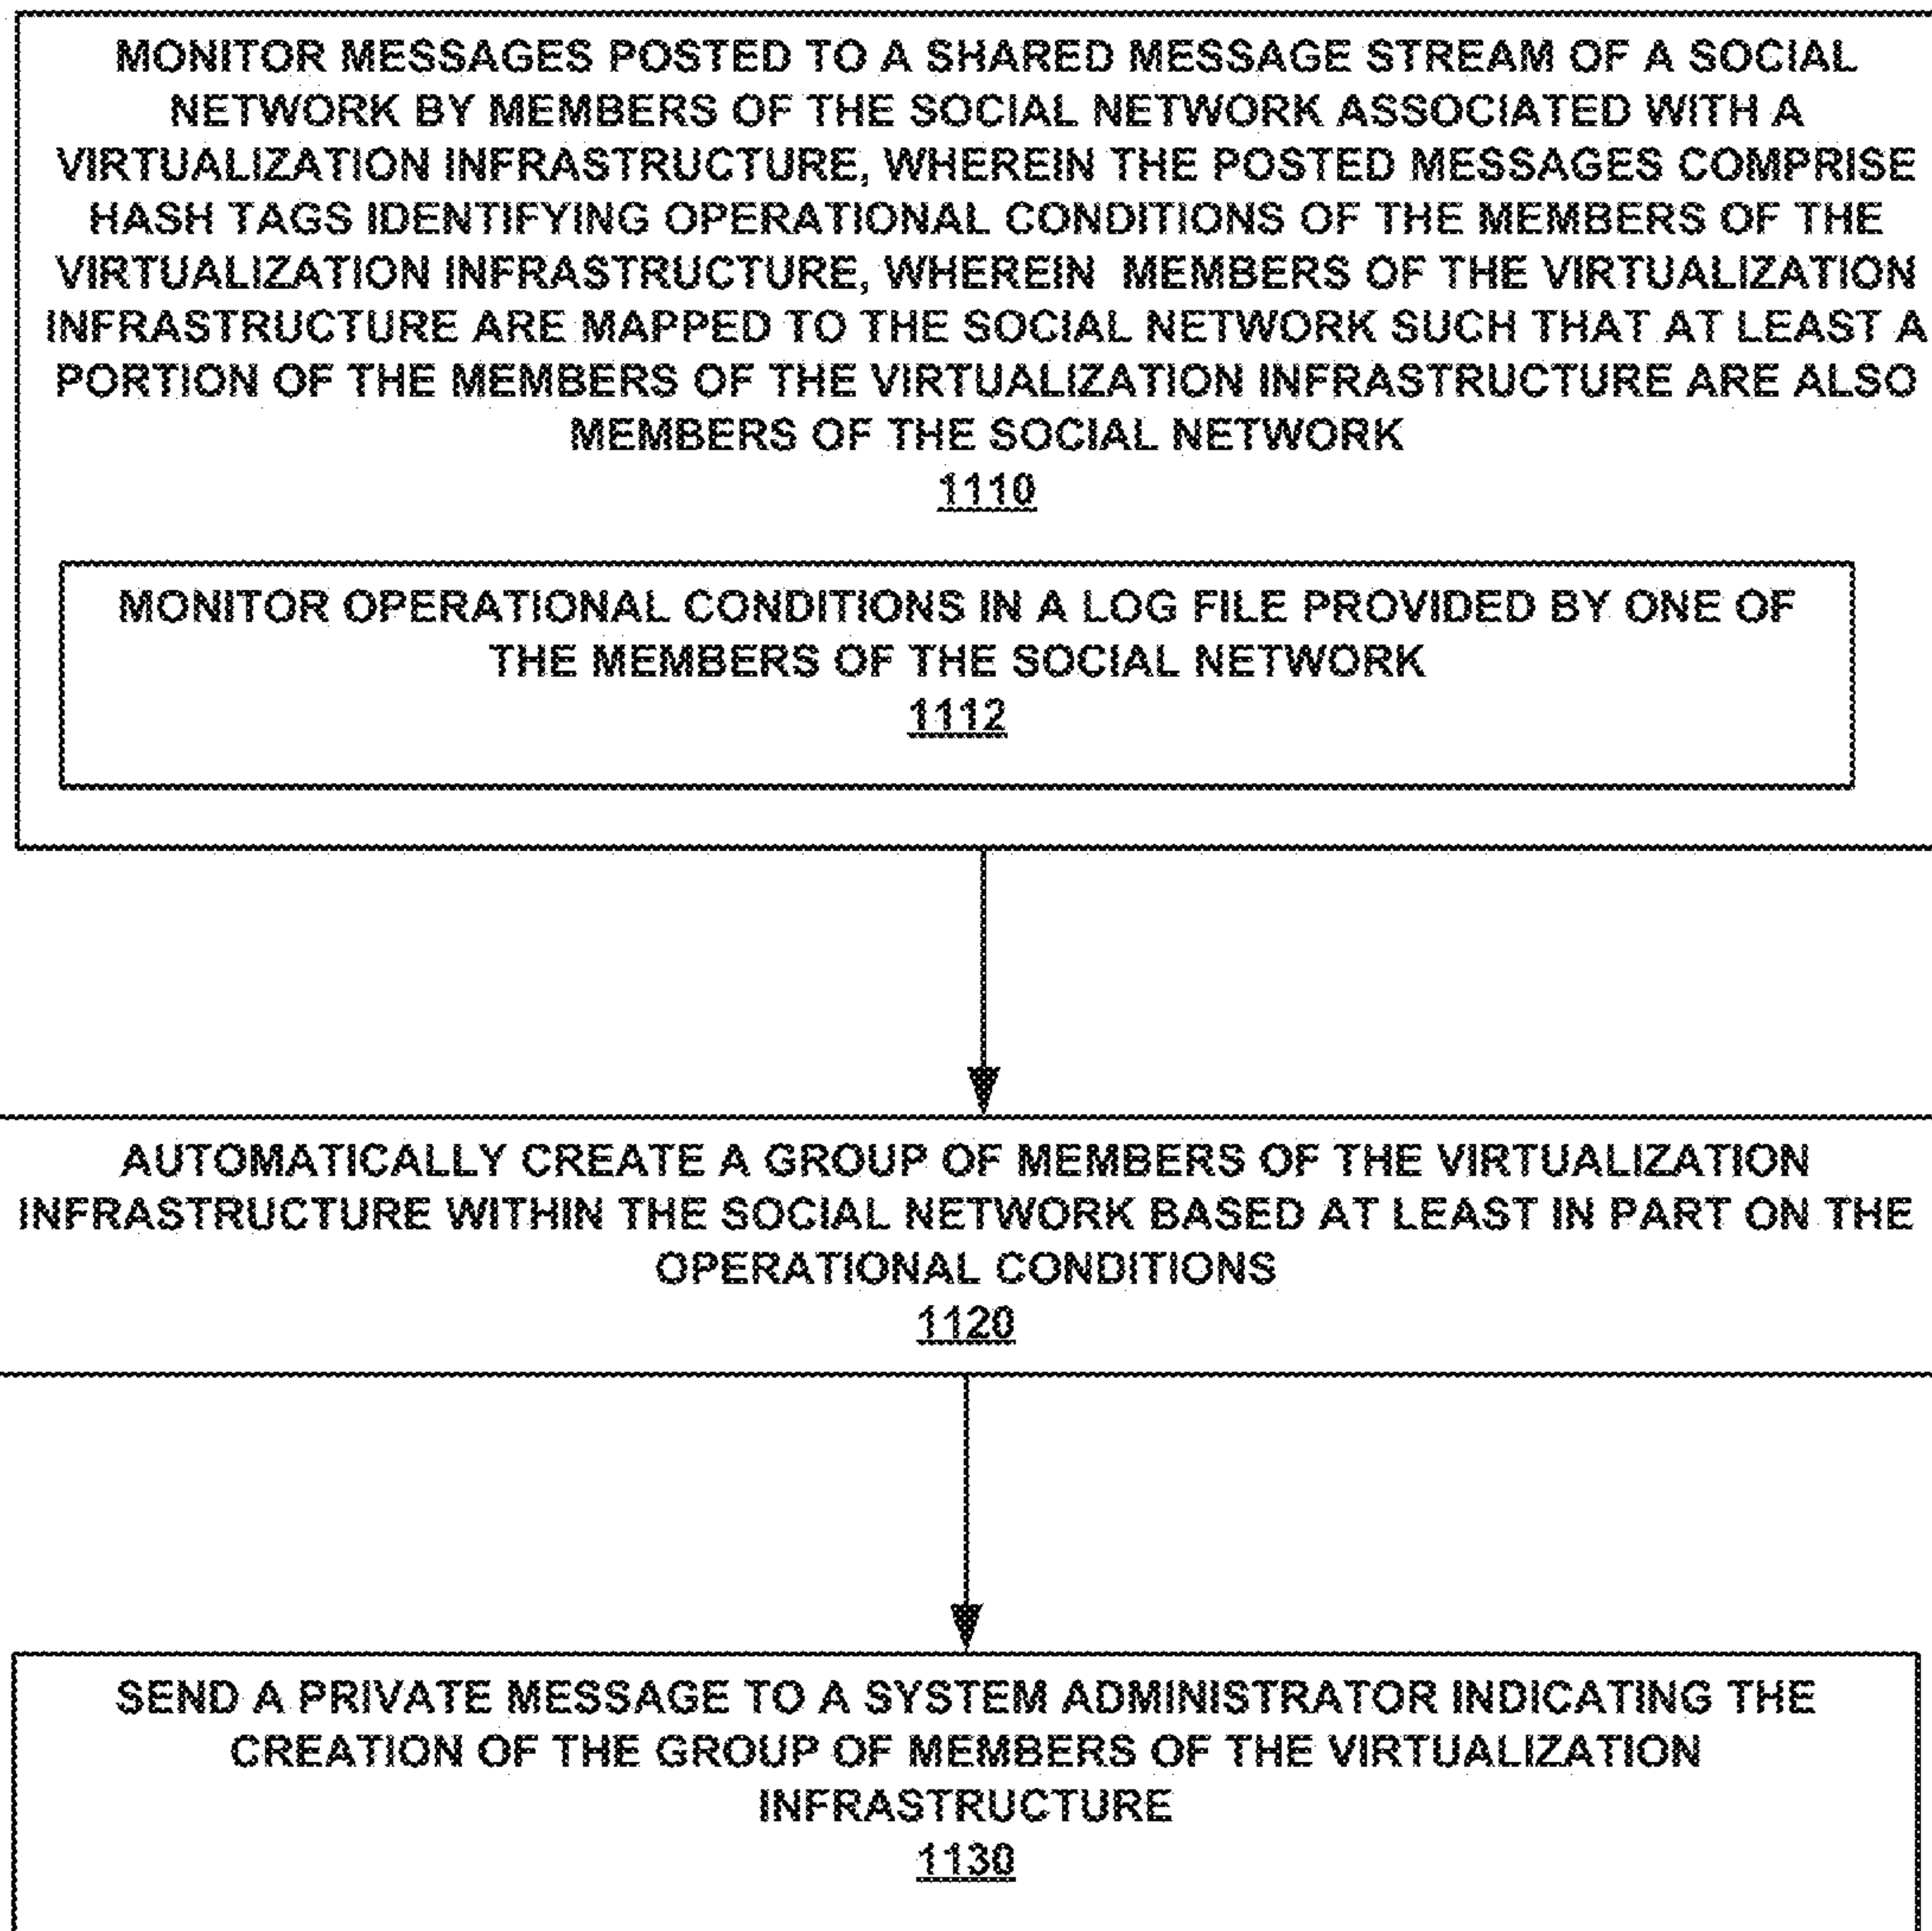 MONITOR MESSAGES POSTED TO A SHARED MESSAGE STREAM OF A SOCIAL
NETWORK BY MEMBERS OF THE SOCIAL NETWORK ASSOCIATED WITH A
VIRTUALIZATION INFRASTRUCTURE, WHEREIN THE POSTED MESSAGES COMPRISE
HASH TAGS IDENTIFYING OPERATIONAL CONDITIONS OF THE MEMBERS OF THE
VIRTUALIZATION INFRASTRUCTURE, WHEREIN MEMBERS OF THE VIRTUALIZATION
INFRASTRUCTURE ARE MAPPED TO THE SOCIAL NETWORK SUCH THAT AT LEAST A
PORTION OF THE MEMBERS OF THE VIRTUALIZATION INFRASTRUCTURE ARE ALSO
MEMBERS OF THE SOCIAL NETWORK
1110
MONITOR OPERATIONAL CONDITIONS IN A LOG FILE PROVIDED BY ONE OF
THE MEMBERS OF THE SOCIAL NETWORK
1112
AUTOMATICALLY CREATE A GROUP OF MEMBERS OF THE VIRTUALIZATION
INFRASTRUCTURE WITHIN THE SOCIAL NETWORK BASED AT LEAST IN PART ON THE
OPERATIONAL CONDITIONS
1120
SEND A PRIVATE MESSAGE TO A SYSTEM ADMINISTRATOR INDICATING THE
CREATION OF THE GROUP OF MEMBERS OF THE VIRTUALIZATION
INFRASTRUCTURE
1130